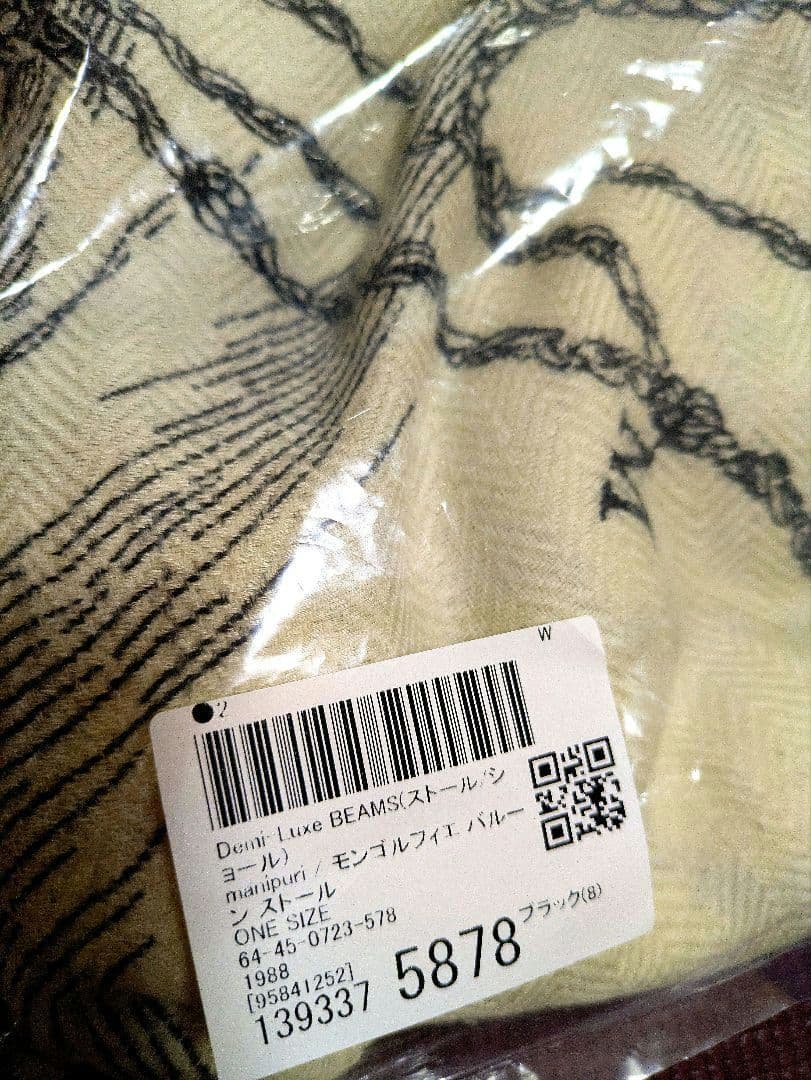 W
2
Demi-Luxe BEAMS(ストール/シ
ョール)
manipuri / モンゴルフィエ バルー
ン ストール
ONE SIZE
64-45-0723-578
1988
ブラック(8)
[95841252]
139337 5878